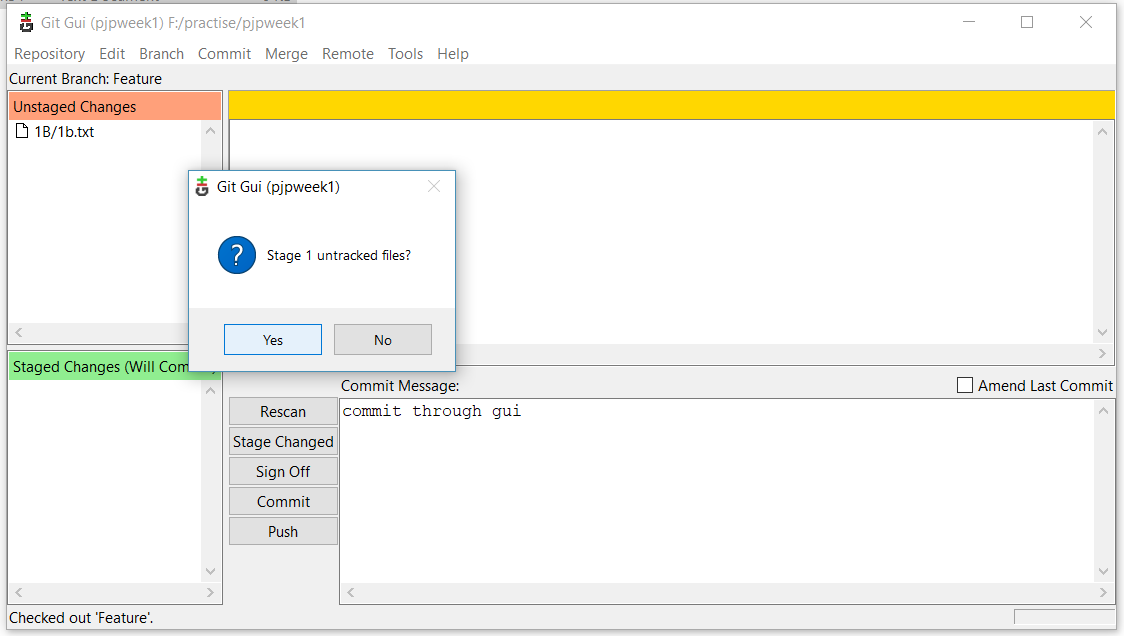 Git Gui (pjpweek1) F:/practise/pjpweek1
Repository Edit Branch Commit Merge Remote Tools Help
Current Branch: Feature
Unstaged Changes
1B/1b.txt
Git Gui (pjpweek1)
Stage 1 untracked files?
Yes
No
Staged Changes (Will Com
Commit Message:
Amend Last Commit
commit through gui
Rescan
Stage Changed
Sign Off
Commit
Push
Checked out 'Feature'.